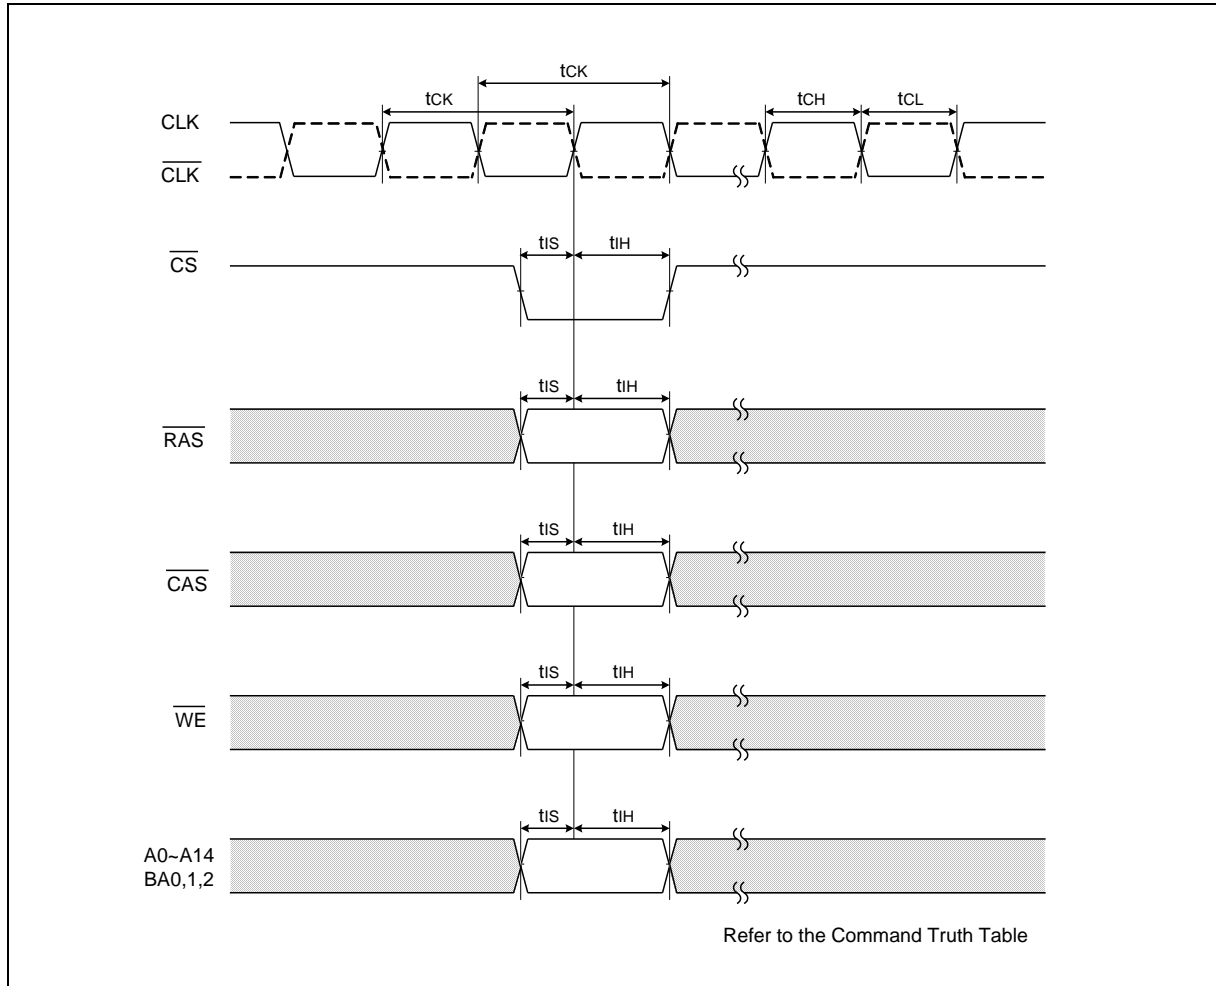 tCK
tCK tCH tCL
CLK
CLK
tIS tIH
CS
tIS tIH
RAS
tIS tIH
CAS
tIS tIH
WE
tIS tIH
A0~A14
BA0,1,2
Refer to the Command Truth Table